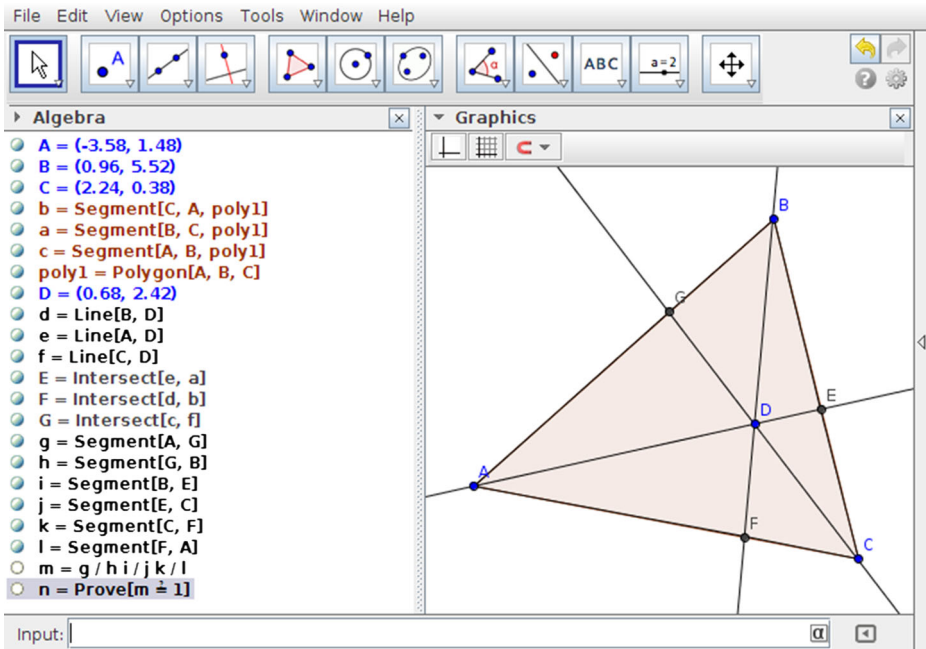 File Edit View Options Tools Window Help
A α ABC a=2
Algebra
Graphics
A = (-3.58, 1.48)
B = (0.96, 5.52)
C = (2.24, 0.38)
b = Segment[C, A, poly1]
a = Segment[B, C, poly1]
c = Segment[A, B, poly1]
poly1 = Polygon[A, B, C]
D = (0.68, 2.42)
d = Line[B, D]
e = Line[A, D]
f = Line[C, D]
E = Intersect[e, a]
F = Intersect[d, b]
G = Intersect[c, f]
g = Segment[A, G]
h = Segment[G, B]
i = Segment[B, E]
j = Segment[E, C]
k = Segment[C, F]
l = Segment[F, A]
m = g / h i / j k / l
n = Prove[m ≟ 1]
B
G
E
D
A
F
C
Input:
α